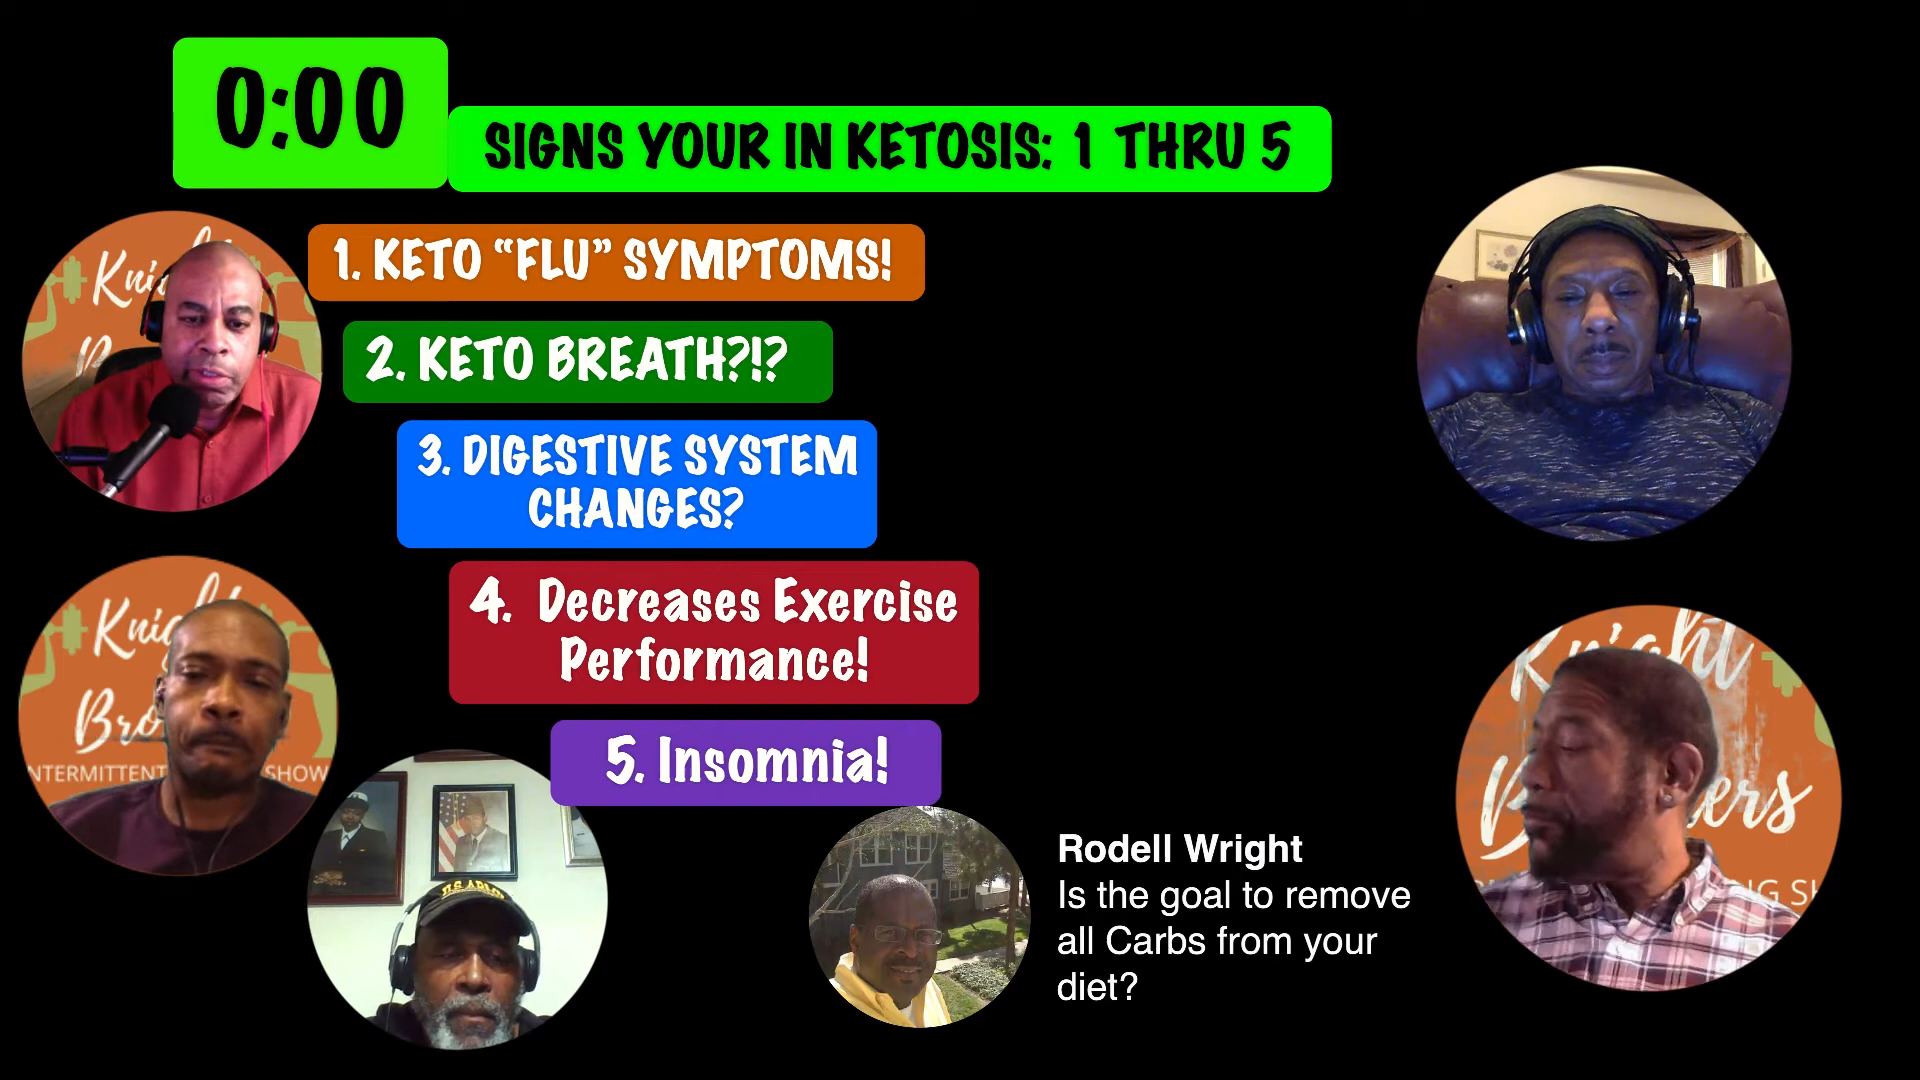 0:00
SIGNS YOUR IN KETOSIS: 1 THRU 5
1. KETO “FLU” SYMPTOMS!
2. KETO BREATH?!?
3. DIGESTIVE SYSTEM
CHANGES?
4. Decreases Exercise
Performance!
5. Insomnia!
Rodell Wright
Is the goal to remove
all Carbs from your
diet?
Knight
SHOW